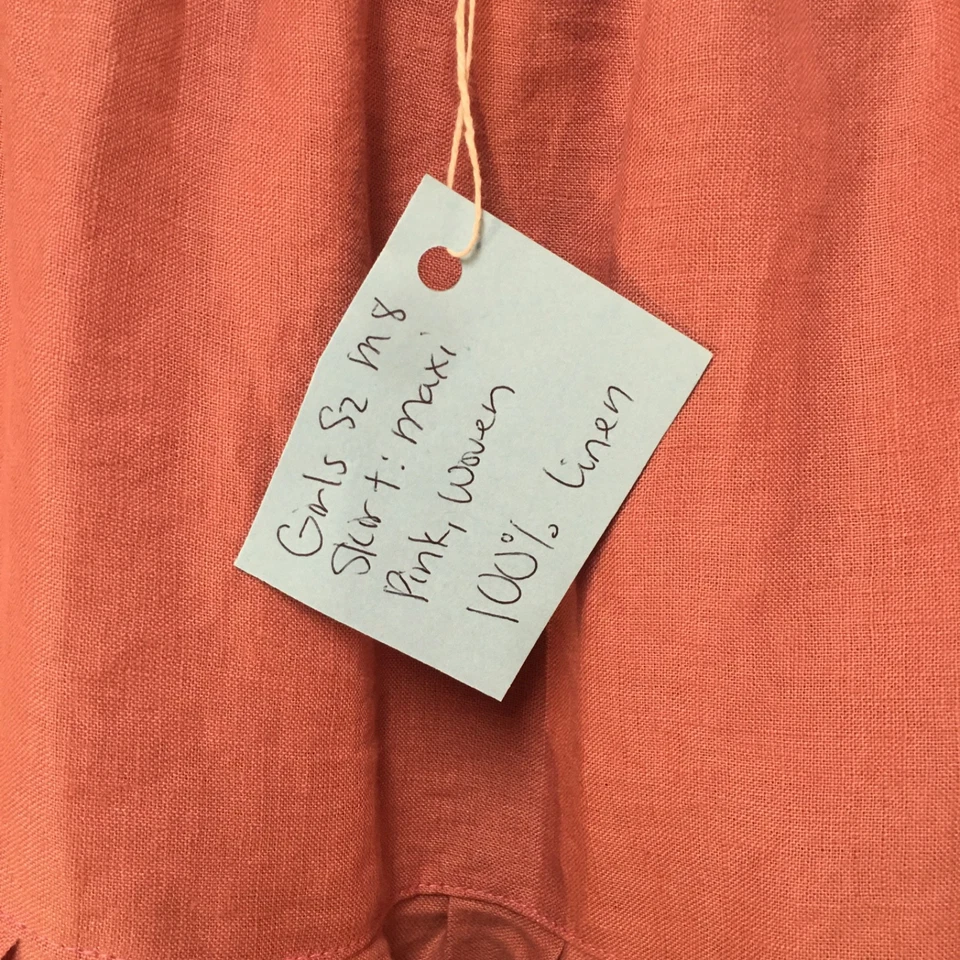 Girls Sz M 8
Skirt: Maxi
Pink, Woven
100% Linen